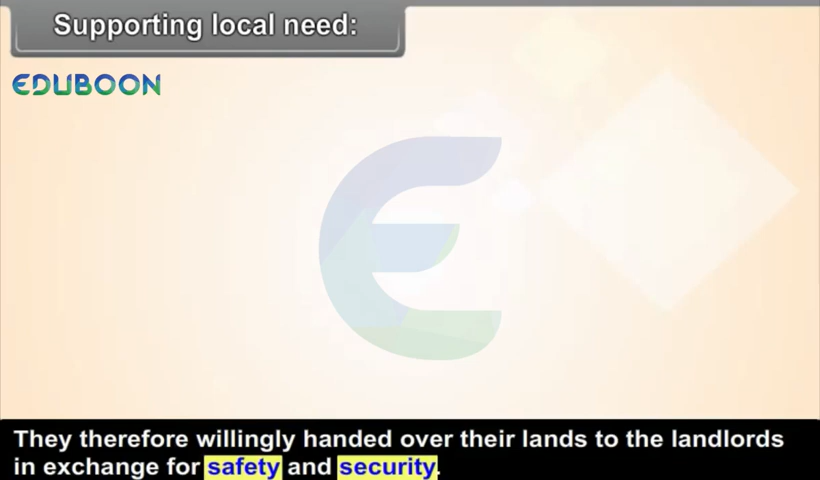 Supporting local need:
EDUBOON
They therefore willingly handed over their lands to the landlords
in exchange for safety and security.